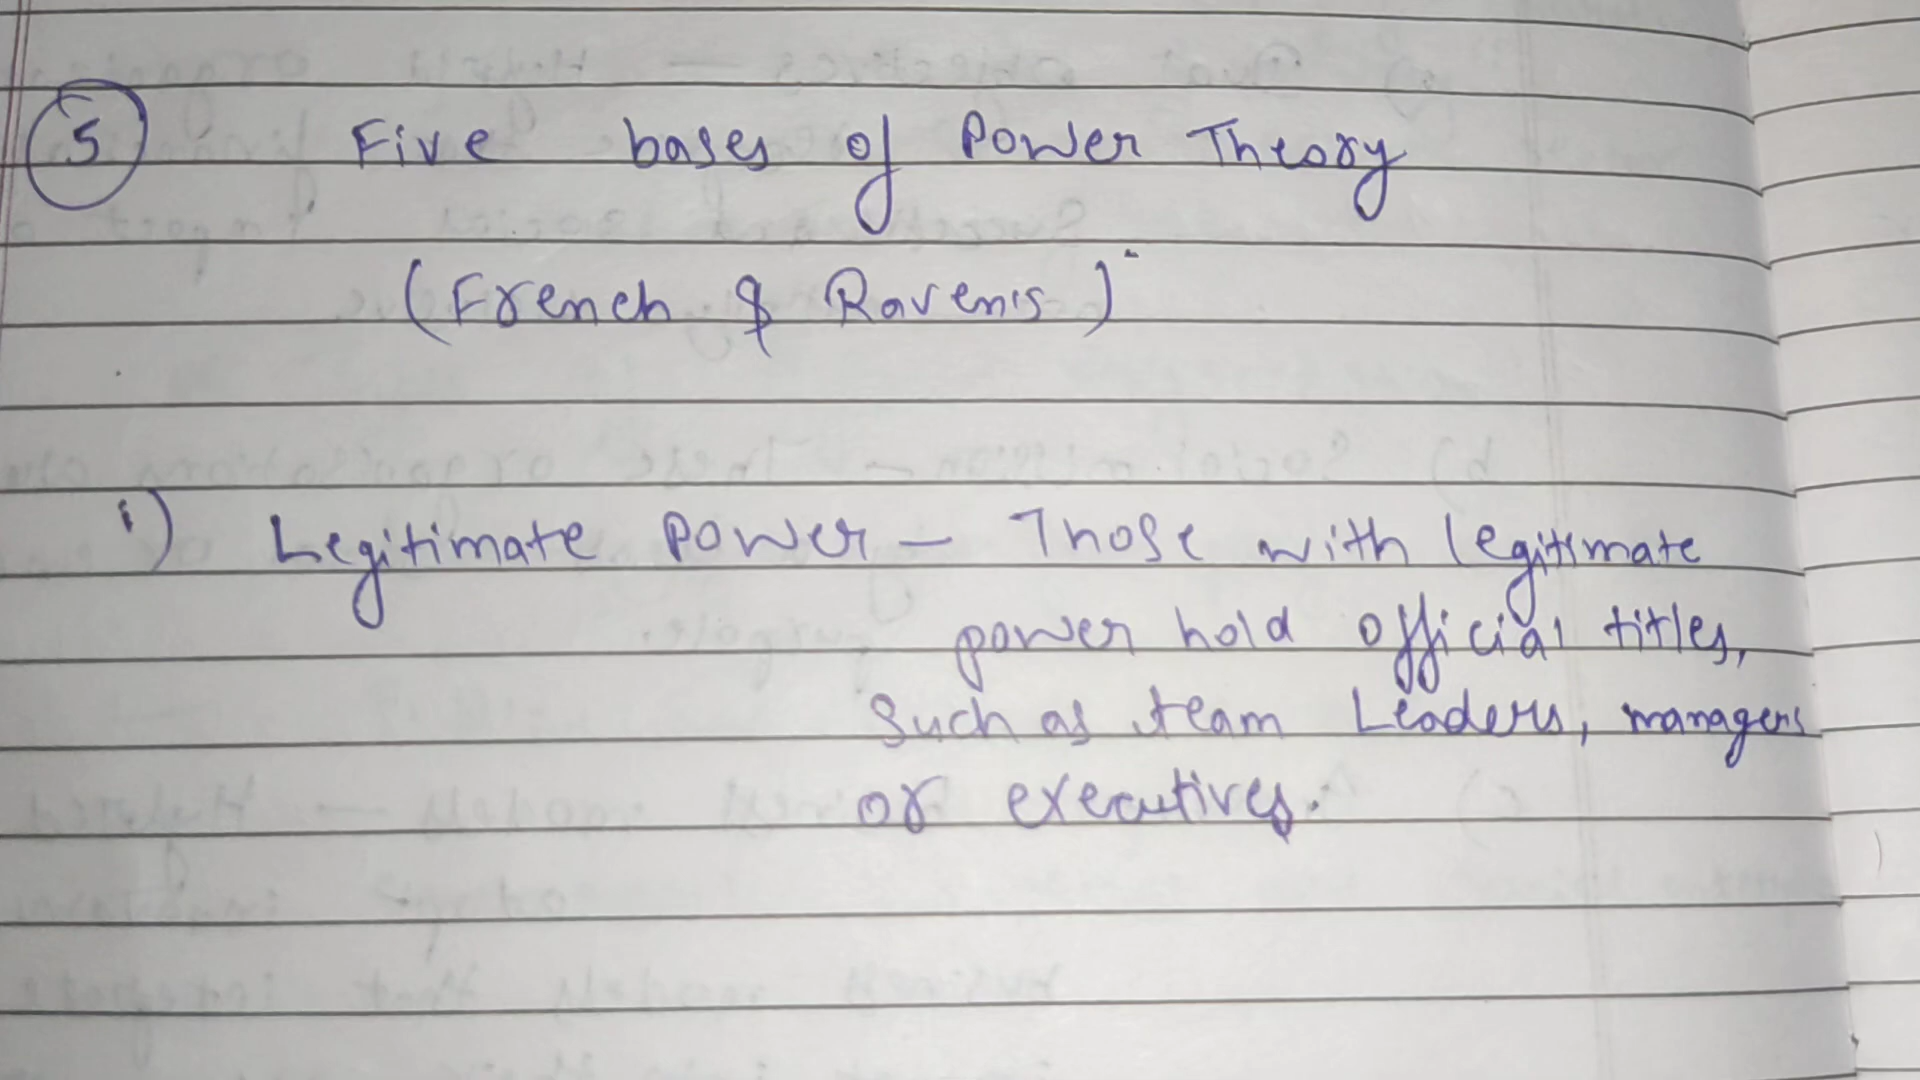 5 Five bases of Power Theory
(French & Ravenis)
i) Legitimate Power - Those with legitimate
power hold official titles,
Such as team Leaders, managers
or executives.